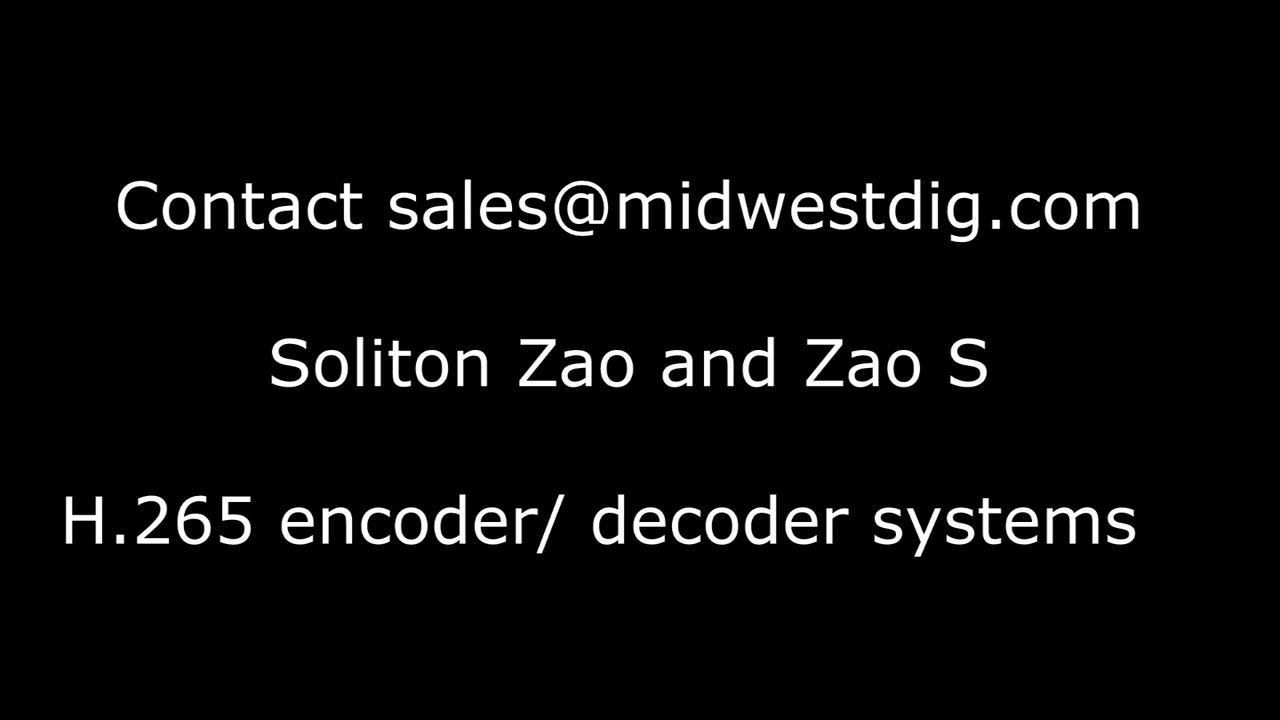 Contact sales@midwestdig.com
Soliton Zao and Zao S
H.265 encoder/ decoder systems